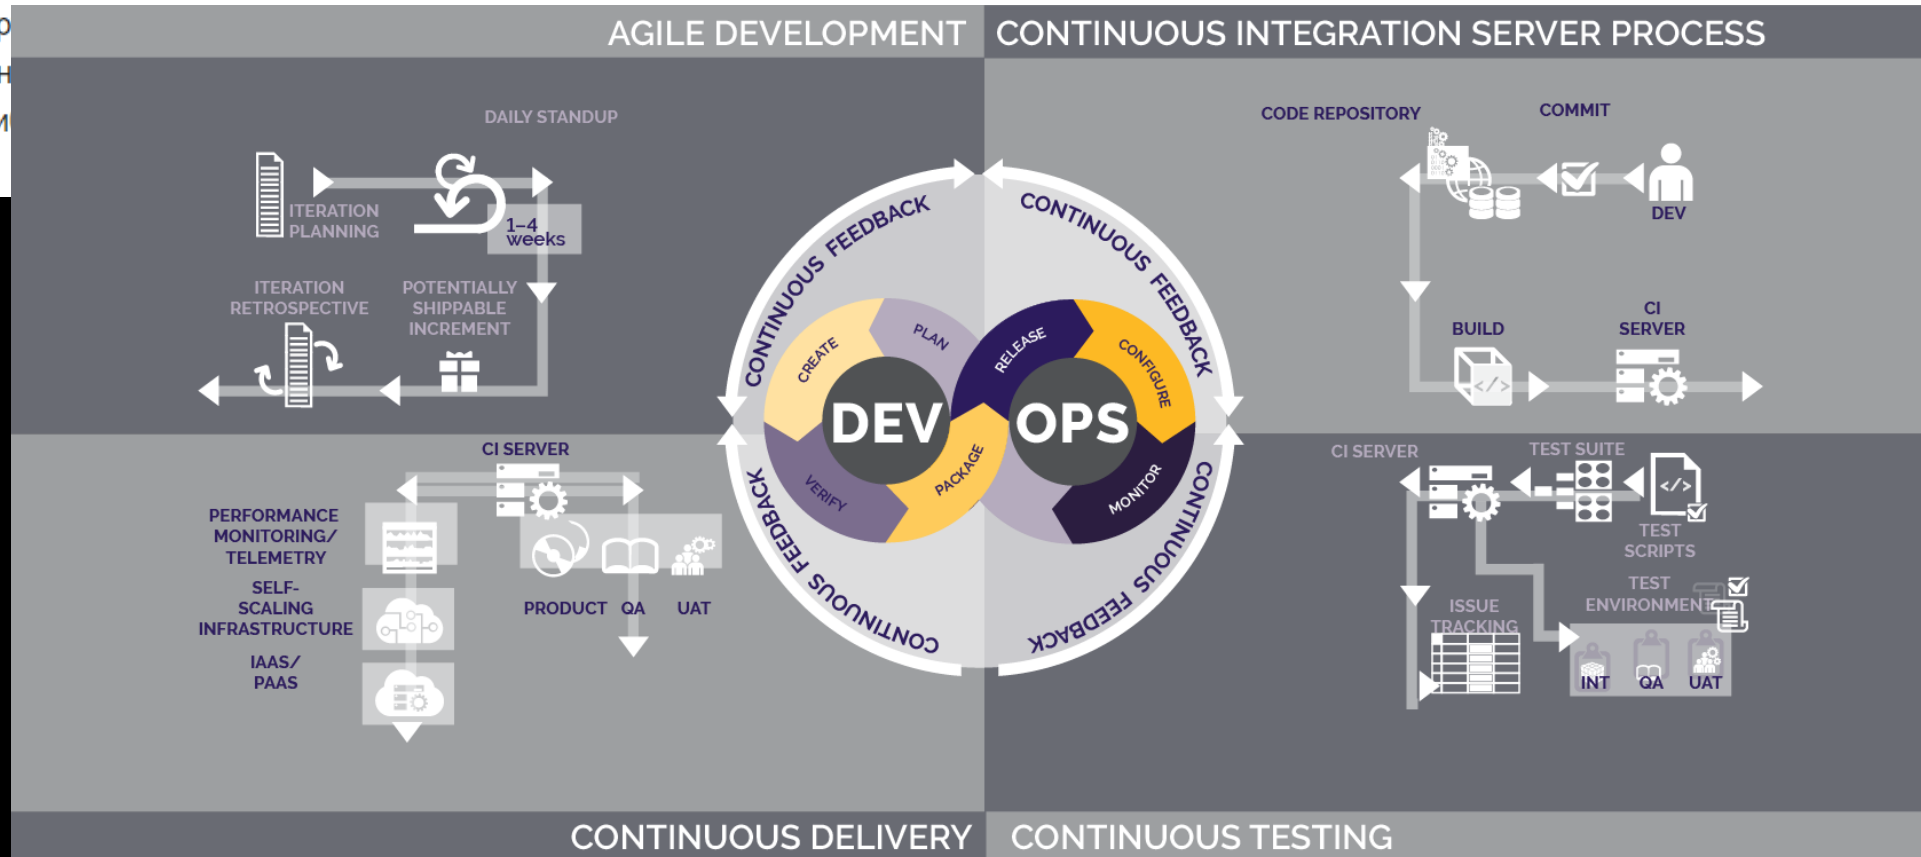 AGILE DEVELOPMENT
CONTINUOUS INTEGRATION SERVER PROCESS
DAILY STANDUP
ITERATION
PLANNING
1–4
weeks
ITERATION
RETROSPECTIVE
POTENTIALLY
SHIPPABLE
INCREMENT
CODE REPOSITORY
COMMIT
DEV
BUILD
CI
SERVER
CONTINUOUS FEEDBACK
CONTINUOUS FEEDBACK
CREATE
PLAN
RELEASE
CONFIGURE
DEV
OPS
VERIFY
PACKAGE
MONITOR
CONTINUOUS FEEDBACK
CONTINUOUS FEEDBACK
CI SERVER
PERFORMANCE
MONITORING/
TELEMETRY
SELF-
SCALING
INFRASTRUCTURE
IAAS/
PAAS
PRODUCT
QA
UAT
CI SERVER
TEST SUITE
</>
</>
TEST
SCRIPTS
TEST
ENVIRONMENT
ISSUE
TRACKING
INT
QA
UAT
CONTINUOUS DELIVERY
CONTINUOUS TESTING